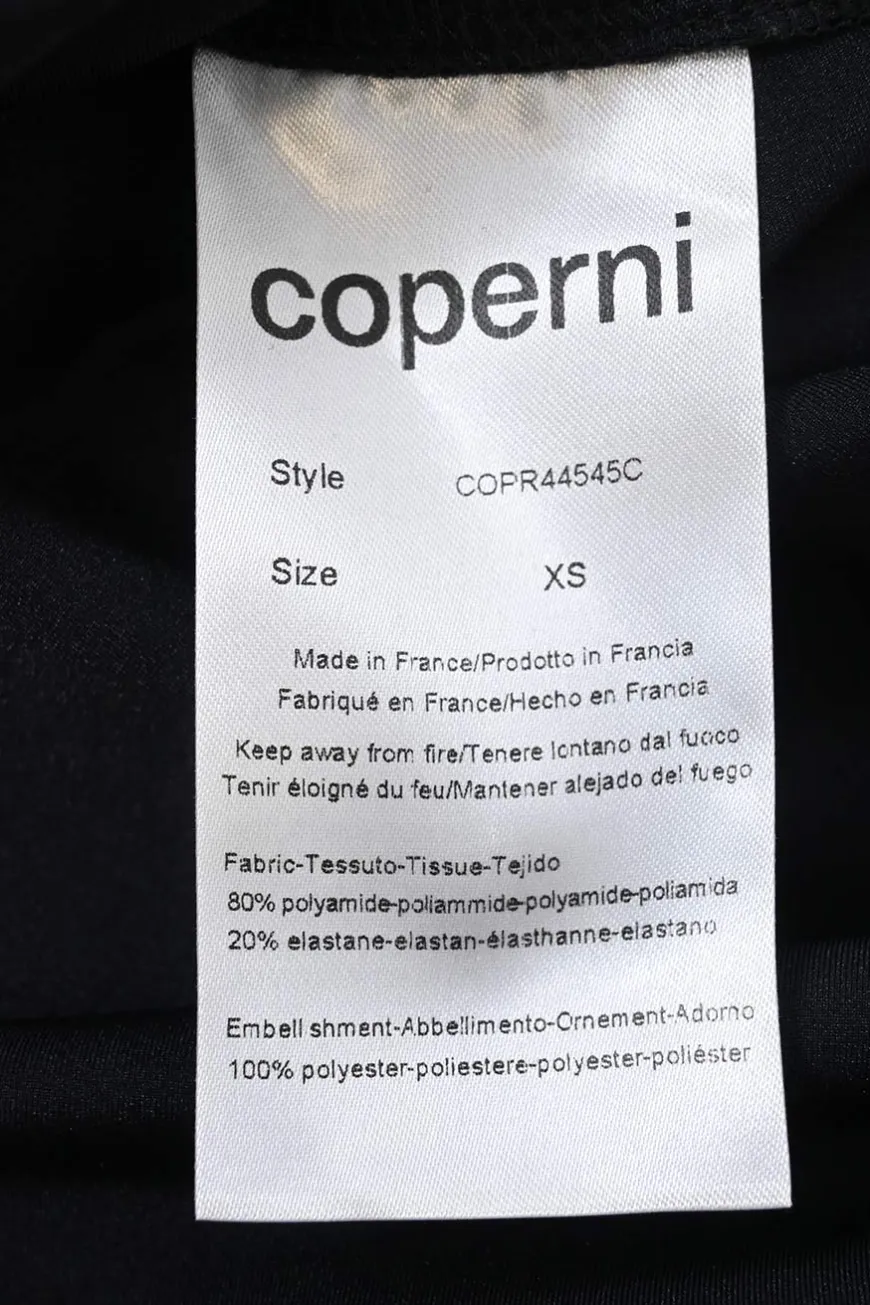 coperni
Style COPR44545C
Size XS
Made in France/Prodotto in Francia
Fabriqué en France/Hecho en Francia
Keep away from fire/Tenere lontano dal fuoco
Tenir éloigné du feu/Mantener alejado del fuego
Fabric-Tessuto-Tissue-Tejido
80% polyamide-poliammide-polyamide-poliamida
20% elastane-elastan-élasthanne-elastano
Embellishment-Abbellimento-Ornement-Adorno
100% polyester-poliestere-polyester-poliéster